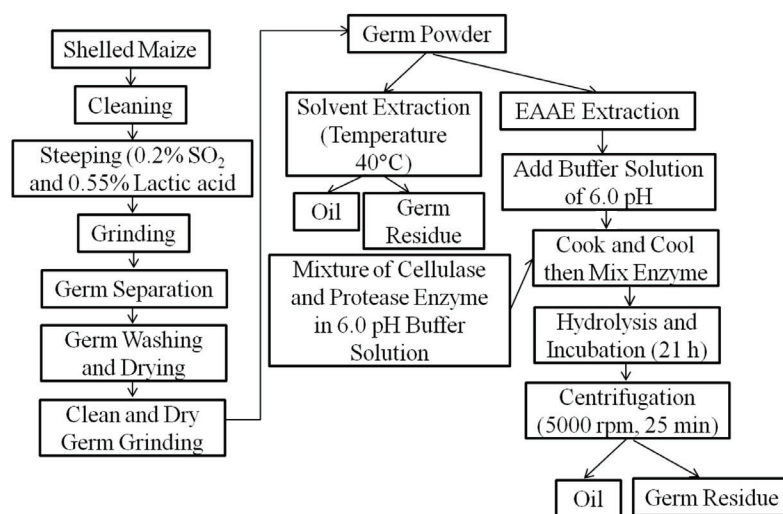 Shelled Maize
Cleaning
Steeping (0.2% SO₂
and 0.55% Lactic acid
Grinding
Germ Separation
Germ Washing
and Drying
Clean and Dry
Germ Grinding
Germ Powder
Solvent Extraction
(Temperature
40°C)
Oil
Germ
Residue
EAAE Extraction
Add Buffer Solution
of 6.0 pH
Mixture of Cellulase
and Protease Enzyme
in 6.0 pH Buffer
Solution
Cook and Cool
then Mix Enzyme
Hydrolysis and
Incubation (21 h)
Centrifugation
(5000 rpm, 25 min)
Oil
Germ Residue